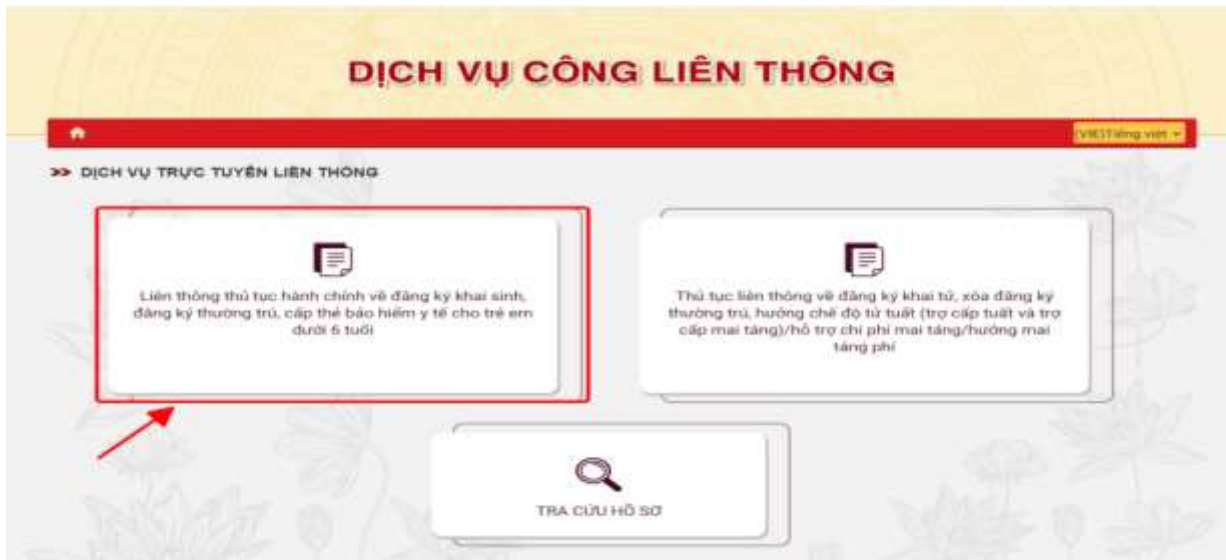 DỊCH VỤ CÔNG LIÊN THÔNG
(VIE)Tiếng việt
>> DỊCH VỤ TRỰC TUYẾN LIÊN THÔNG
Liên thông thủ tục hành chính về đăng ký khai sinh,
đăng ký thường trú, cấp thẻ bảo hiểm y tế cho trẻ em
dưới 6 tuổi
Thủ tục liên thông về đăng ký khai tử, xóa đăng ký
thường trú, hưởng chế độ tử tuất (trợ cấp tuất và trợ
cấp mai táng)/hỗ trợ chi phí mai táng/hưởng mai
táng phí
TRA CỨU HỒ SƠ